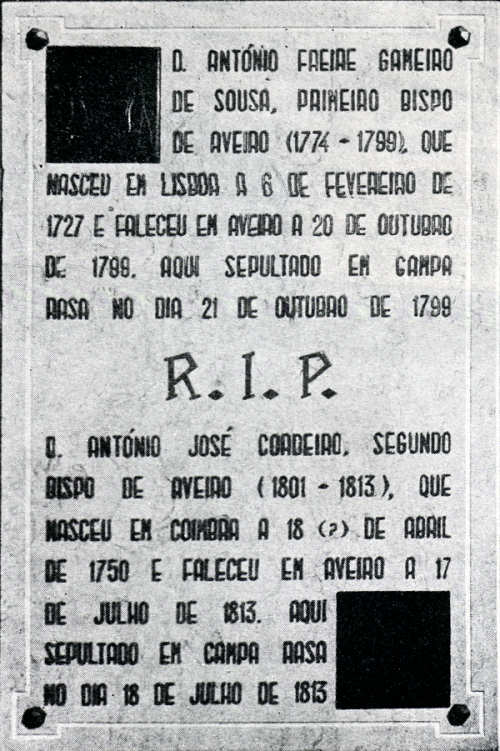 D. ANTÓNIO FREIRE GAMEIRO
DE SOUSA, PRIMEIRO BISPO
DE AVEIRO (1774 - 1799), QUE
NASCEU EM LISBOA A 6 DE FEVEREIRO DE
1727 E FALECEU EM AVEIRO A 20 DE OUTUBRO
DE 1799. AQUI SEPULTADO EM CAMPA
RASA NO DIA 21 DE OUTUBRO DE 1799
R. I. P.
D. ANTÓNIO JOSÉ CORDEIRO, SEGUNDO
BISPO DE AVEIRO (1801 - 1813), QUE
NASCEU EM COIMBRA A 18 (?) DE ABRIL
DE 1750 E FALECEU EM AVEIRO A 17
DE JULHO DE 1813. AQUI
SEPULTADO EM CAMPA RASA
NO DIA 18 DE JULHO DE 1813